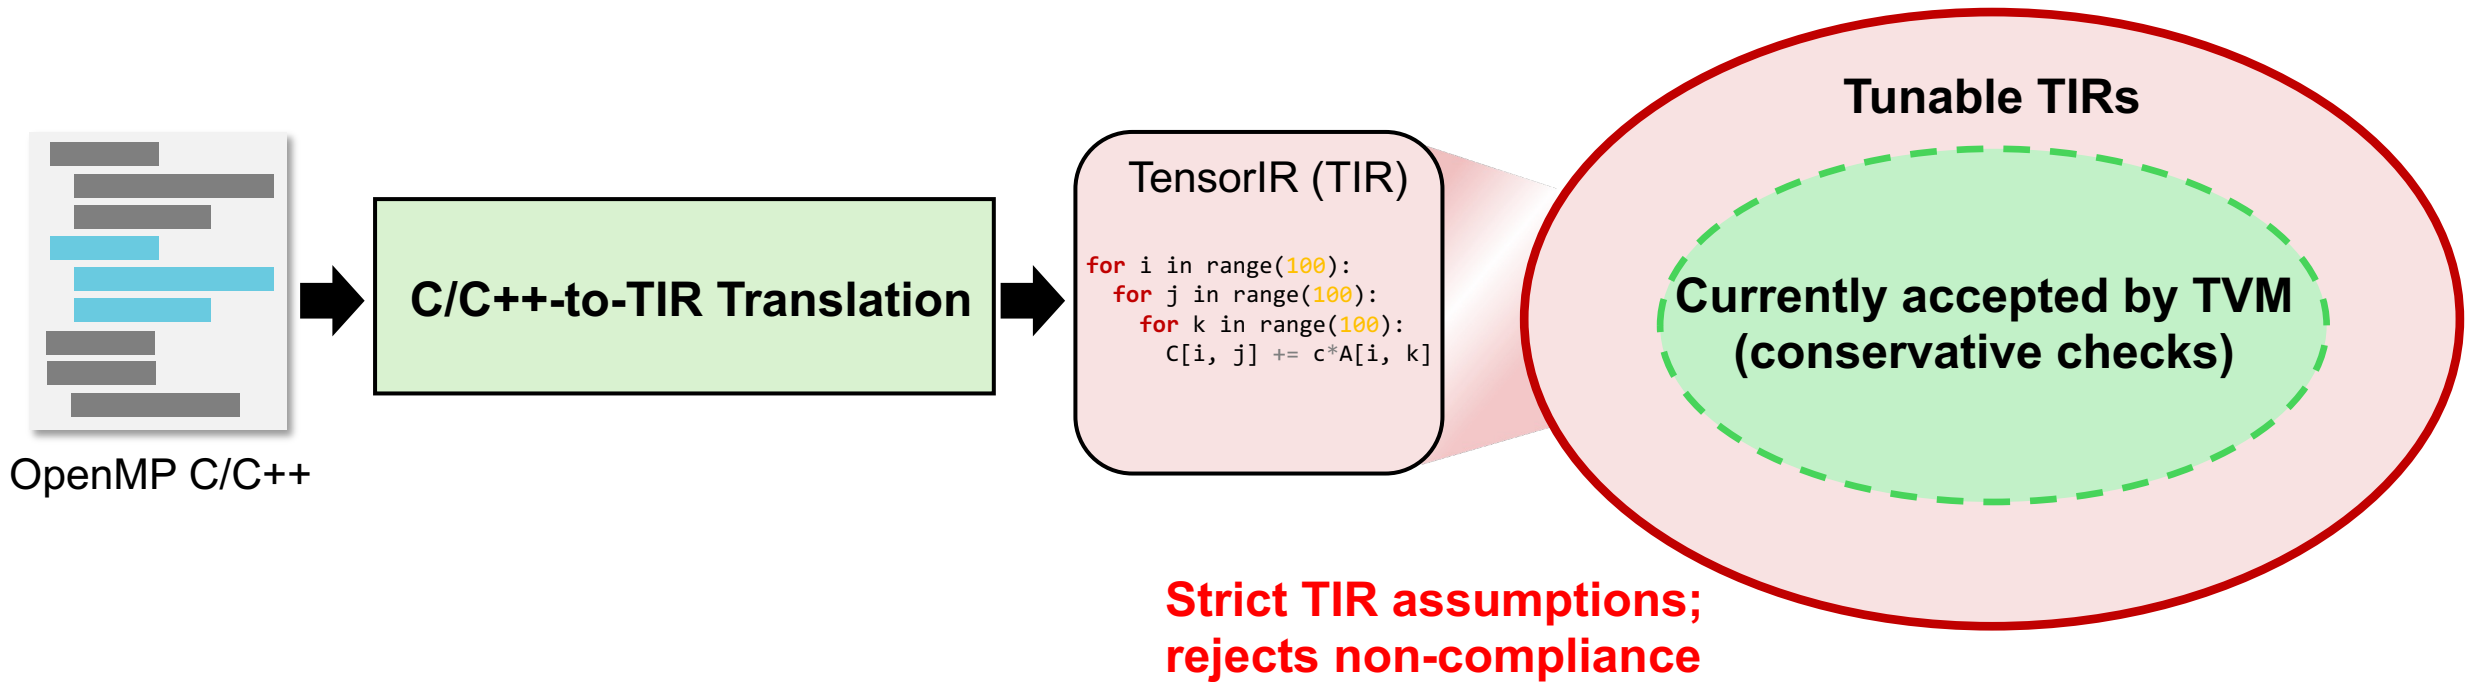 OpenMP C/C++
C/C++-to-TIR Translation
TensorIR (TIR)
for i in range(100):
for j in range(100):
for k in range(100):
C[i, j] += c*A[i, k]
Tunable TIRs
Currently accepted by TVM
(conservative checks)
Strict TIR assumptions;
rejects non-compliance